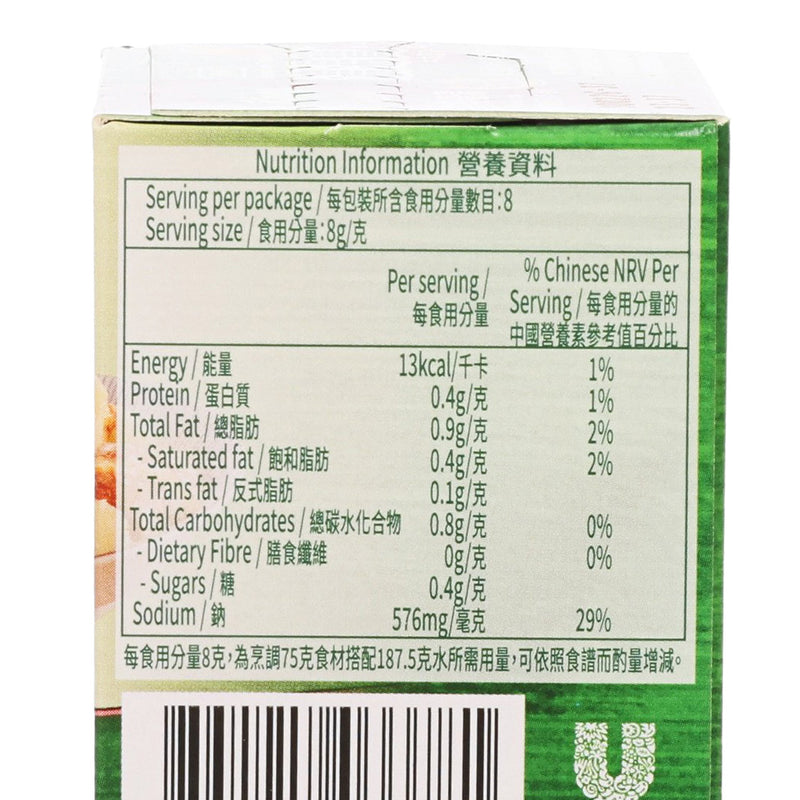 Nutrition Information 營養資料
Serving per package / 每包裝所含食用分量數目:8
Serving size / 食用分量:8g/克
Per serving / 每食用分量
% Chinese NRV Per Serving / 每食用分量的中國營養素參考值百分比
Energy / 能量 13kcal/千卡 1%
Protein / 蛋白質 0.4g/克 1%
Total Fat / 總脂肪 0.9g/克 2%
- Saturated fat / 飽和脂肪 0.4g/克 2%
- Trans fat / 反式脂肪 0.1g/克
Total Carbohydrates / 總碳水化合物 0.8g/克 0%
- Dietary Fibre / 膳食纖維 0g/克 0%
- Sugars / 糖 0.4g/克
Sodium / 鈉 576mg/毫克 29%
每食用分量8克,為烹調75克食材搭配187.5克水所需用量,可依照食譜而酌量增減。